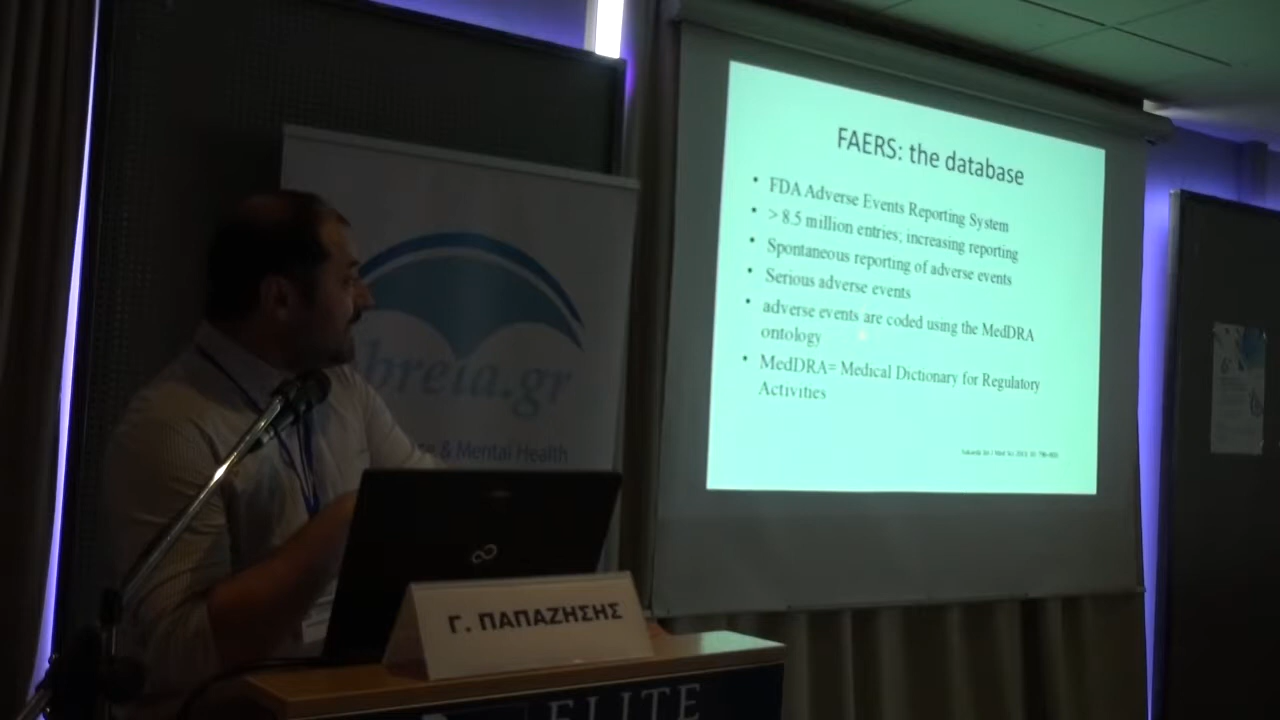 FAERS: the database
• FDA Adverse Events Reporting System
• > 8.5 million entries; increasing reporting
• Spontaneous reporting of adverse events
• Serious adverse events
• adverse events are coded using the MedDRA
ontology
• MedDRA= Medical Dictionary for Regulatory
Activities
breia.gr
& Mental Health
Γ. ΠΑΠΑΖΗΣΗΣ
ELITE